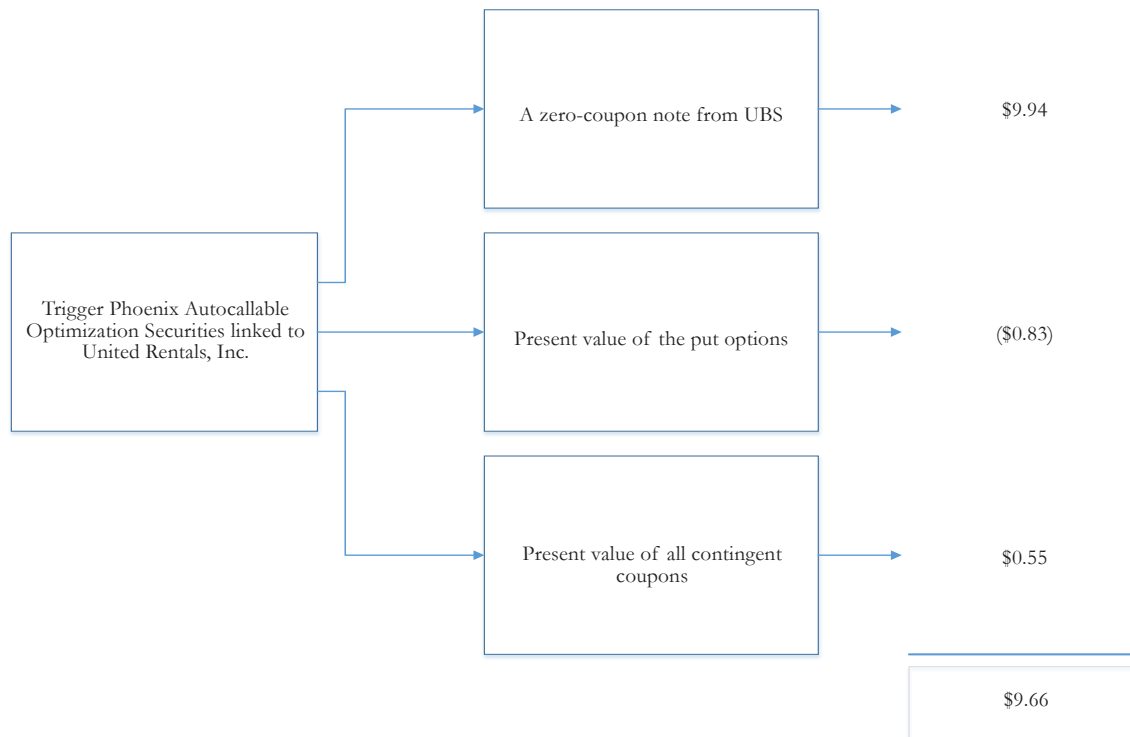 A zero-coupon note from UBS
$9.94
Trigger Phoenix Autocallable
Optimization Securities linked to
United Rentals, Inc.
Present value of the put options
($0.83)
Present value of all contingent
coupons
$0.55
$9.66